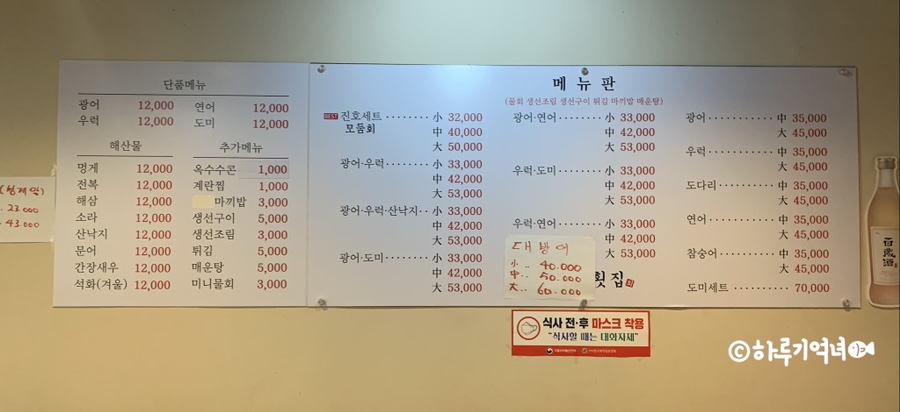 단품메뉴
광어 12,000 연어 12,000
우럭 12,000 도미 12,000
해산물 추가메뉴
멍게 12,000 옥수수콘 1,000
전복 12,000 계란찜 1,000
해삼 12,000 마끼밥 3,000
소라 12,000 생선구이 5,000
산낙지 12,000 생선조림 3,000
문어 12,000 튀김 5,000
간장새우 12,000 매운탕 5,000
석화(겨울) 12,000 미니물회 3,000
23.000
43.000
메뉴판
(물회 생선조림 생선구이 튀김 마끼밥 매운탕)
BEST 진호세트 ········ 小 32,000
모듬회 中 40,000
大 50,000
광어·우럭 ·········· 小 33,000
中 42,000
大 53,000
광어·우럭·산낙지 ·· 小 33,000
中 42,000
大 53,000
광어·도미 ·········· 小 33,000
中 42,000
大 53,000
광어·연어 ·········· 小 33,000
中 42,000
大 53,000
우럭·도미 ·········· 小 33,000
中 42,000
大 53,000
우럭·연어 ·········· 小 33,000
中 42,000
大 53,000
광어 ·············· 中 35,000
大 45,000
우럭 ·············· 中 35,000
大 45,000
도다리 ············ 中 35,000
大 45,000
연어 ·············· 中 35,000
大 45,000
참숭어 ············ 中 35,000
大 45,000
도미세트 ·········· 70,000
대방어
小.. 40.000
中.. 50.000
大.. 60.000
횟집
식사 전·후 마스크 착용
"식사할 때는 대화자제"
百歲酒
©하루기억녀